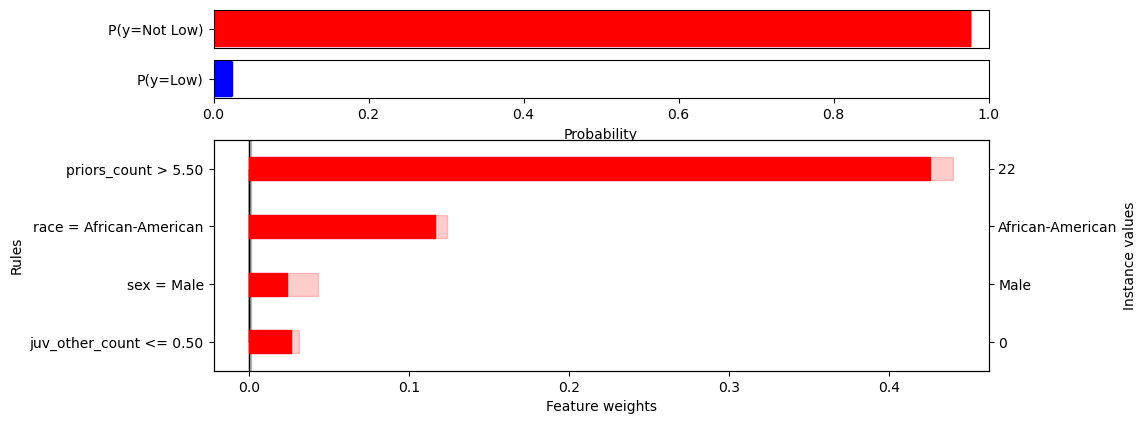 P(y=Not Low)
P(y=Low)
0.0 0.2 0.4 0.6 0.8 1.0
Probability
priors_count > 5.50 22
race = African-American African-American
sex = Male Male
juv_other_count <= 0.50 0
Rules
Instance values
0.0 0.1 0.2 0.3 0.4
Feature weights